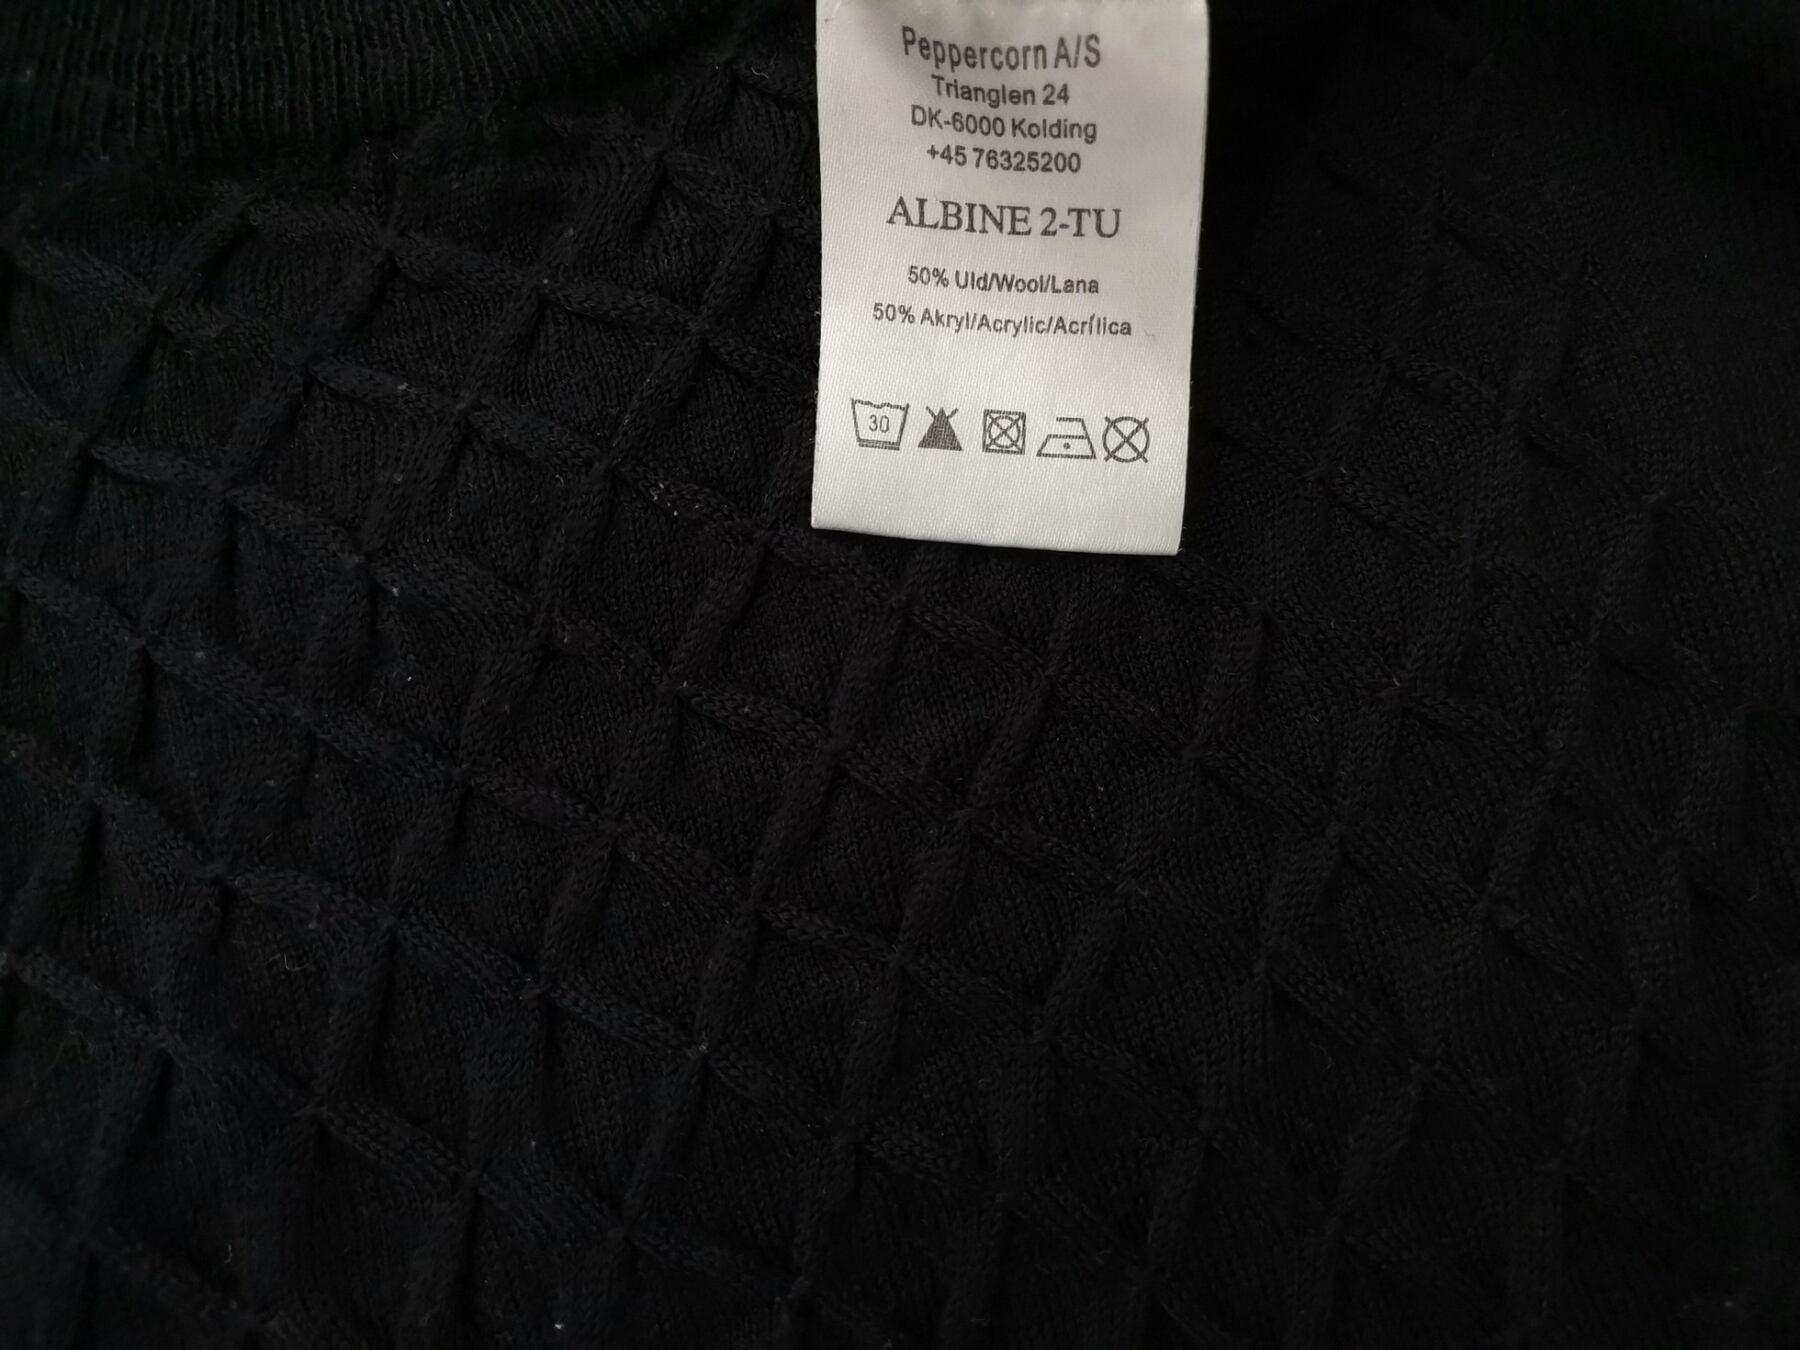 Peppercorn A/S
Trianglen 24
DK-6000 Kolding
+45 76325200
ALBINE 2-TU
50% Uld/Wool/Lana
50% Akryl/Acrylic/Acrílica
30